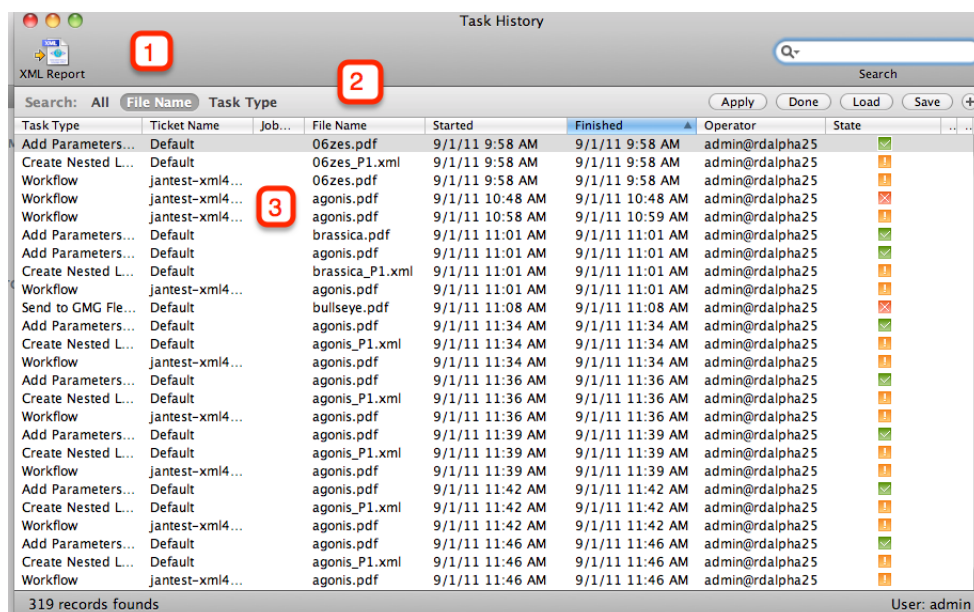 Task History
XML
XML Report
1
Search
2
Search: All File Name Task Type Apply Done Load Save
Task Type Ticket Name Job... File Name Started Finished Operator State .. ..
Add Parameters... Default 06zes.pdf 9/1/11 9:58 AM 9/1/11 9:58 AM admin@rdalpha25
Create Nested L... Default 06zes_P1.xml 9/1/11 9:58 AM 9/1/11 9:58 AM admin@rdalpha25
Workflow jantest-xml4... 06zes.pdf 9/1/11 9:58 AM 9/1/11 9:58 AM admin@rdalpha25
3
Workflow jantest-xml4... agonis.pdf 9/1/11 10:48 AM 9/1/11 10:48 AM admin@rdalpha25
Workflow jantest-xml4... agonis.pdf 9/1/11 10:58 AM 9/1/11 10:59 AM admin@rdalpha25
Add Parameters... Default brassica.pdf 9/1/11 11:01 AM 9/1/11 11:01 AM admin@rdalpha25
Add Parameters... Default agonis.pdf 9/1/11 11:01 AM 9/1/11 11:01 AM admin@rdalpha25
Create Nested L... Default brassica_P1.xml 9/1/11 11:01 AM 9/1/11 11:01 AM admin@rdalpha25
Workflow jantest-xml4... agonis.pdf 9/1/11 11:01 AM 9/1/11 11:01 AM admin@rdalpha25
Send to GMG Fle... Default bullseye.pdf 9/1/11 11:08 AM 9/1/11 11:08 AM admin@rdalpha25
Add Parameters... Default agonis.pdf 9/1/11 11:34 AM 9/1/11 11:34 AM admin@rdalpha25
Create Nested L... Default agonis_P1.xml 9/1/11 11:34 AM 9/1/11 11:34 AM admin@rdalpha25
Workflow jantest-xml4... agonis.pdf 9/1/11 11:34 AM 9/1/11 11:34 AM admin@rdalpha25
Add Parameters... Default agonis.pdf 9/1/11 11:36 AM 9/1/11 11:36 AM admin@rdalpha25
Create Nested L... Default agonis_P1.xml 9/1/11 11:36 AM 9/1/11 11:36 AM admin@rdalpha25
Workflow jantest-xml4... agonis.pdf 9/1/11 11:36 AM 9/1/11 11:36 AM admin@rdalpha25
Add Parameters... Default agonis.pdf 9/1/11 11:39 AM 9/1/11 11:39 AM admin@rdalpha25
Create Nested L... Default agonis_P1.xml 9/1/11 11:39 AM 9/1/11 11:39 AM admin@rdalpha25
Workflow jantest-xml4... agonis.pdf 9/1/11 11:39 AM 9/1/11 11:39 AM admin@rdalpha25
Add Parameters... Default agonis.pdf 9/1/11 11:42 AM 9/1/11 11:42 AM admin@rdalpha25
Create Nested L... Default agonis_P1.xml 9/1/11 11:42 AM 9/1/11 11:42 AM admin@rdalpha25
Workflow jantest-xml4... agonis.pdf 9/1/11 11:42 AM 9/1/11 11:42 AM admin@rdalpha25
Add Parameters... Default agonis.pdf 9/1/11 11:46 AM 9/1/11 11:46 AM admin@rdalpha25
Create Nested L... Default agonis_P1.xml 9/1/11 11:46 AM 9/1/11 11:46 AM admin@rdalpha25
Workflow jantest-xml4... agonis.pdf 9/1/11 11:46 AM 9/1/11 11:46 AM admin@rdalpha25
319 records founds User: admin